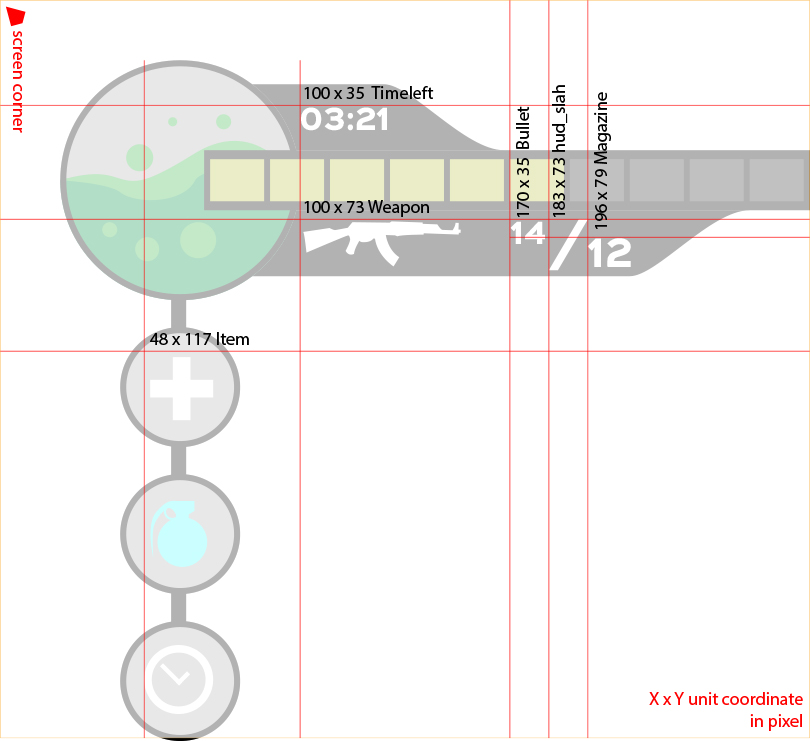 screen corner
100 x 35 Timeleft
03:21
170 x 35 Bullet
183 x 73 hud_slah
196 x 79 Magazine
100 x 73 Weapon
14/12
48 x 117 Item
X x Y unit coordinate
in pixel